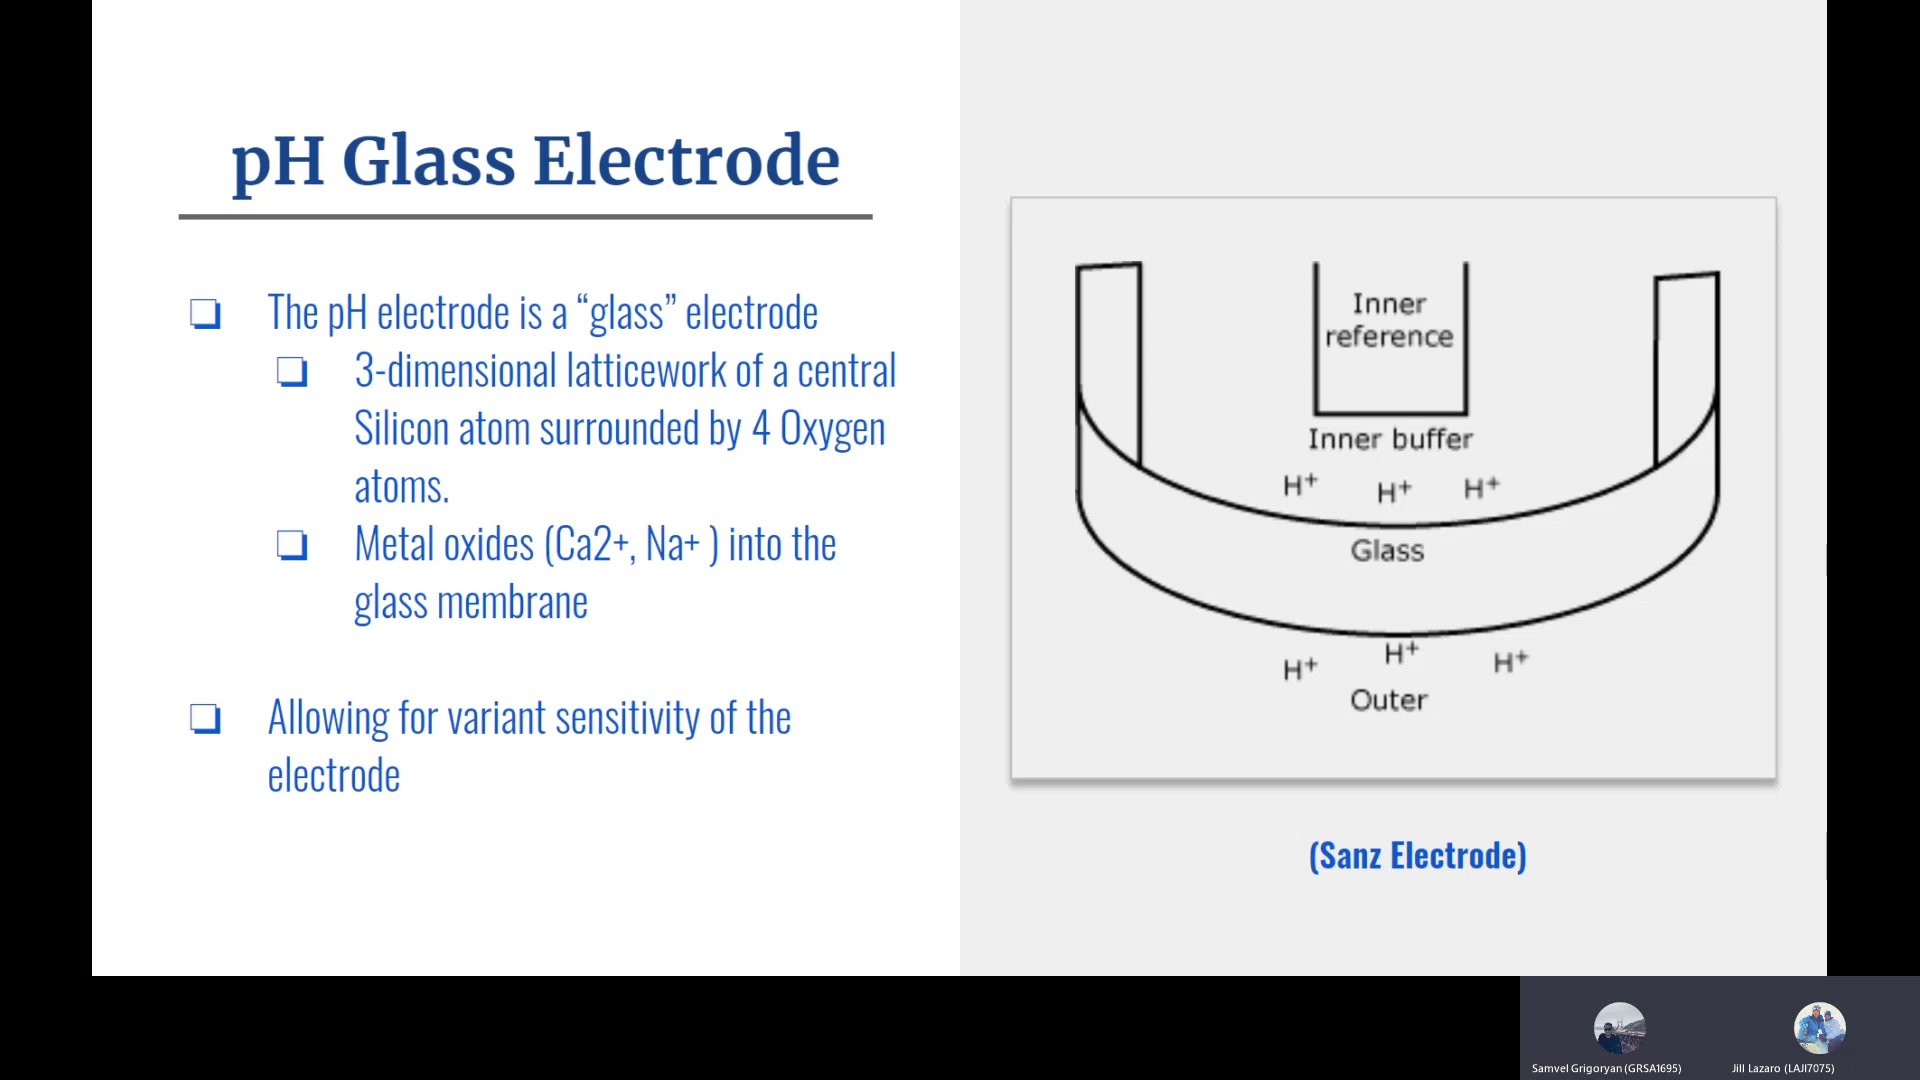 pH Glass Electrode
❏ The pH electrode is a “glass” electrode
❏ 3-dimensional latticework of a central
Silicon atom surrounded by 4 Oxygen
atoms.
❏ Metal oxides (Ca2+, Na+ ) into the
glass membrane
❏ Allowing for variant sensitivity of the
electrode
Inner
reference
Inner buffer
H⁺ H⁺ H⁺
Glass
H⁺ H⁺ H⁺
Outer
(Sanz Electrode)
Samvel Grigoryan (GRSA1695)
Jill Lazaro (LAJI7075)